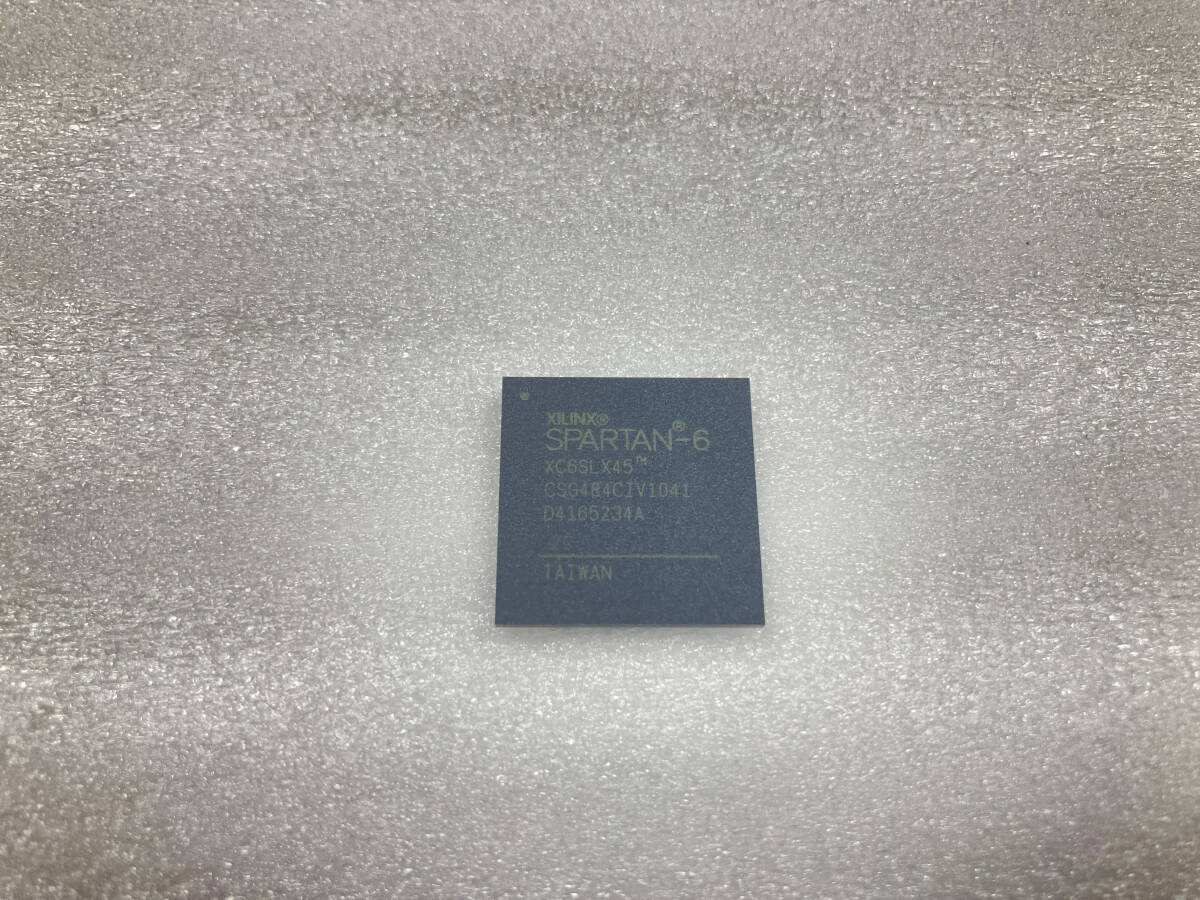 XILINX®
SPARTAN®-6
XC6SLX45™
CSG484CIV1041
D4165234A
TAIWAN